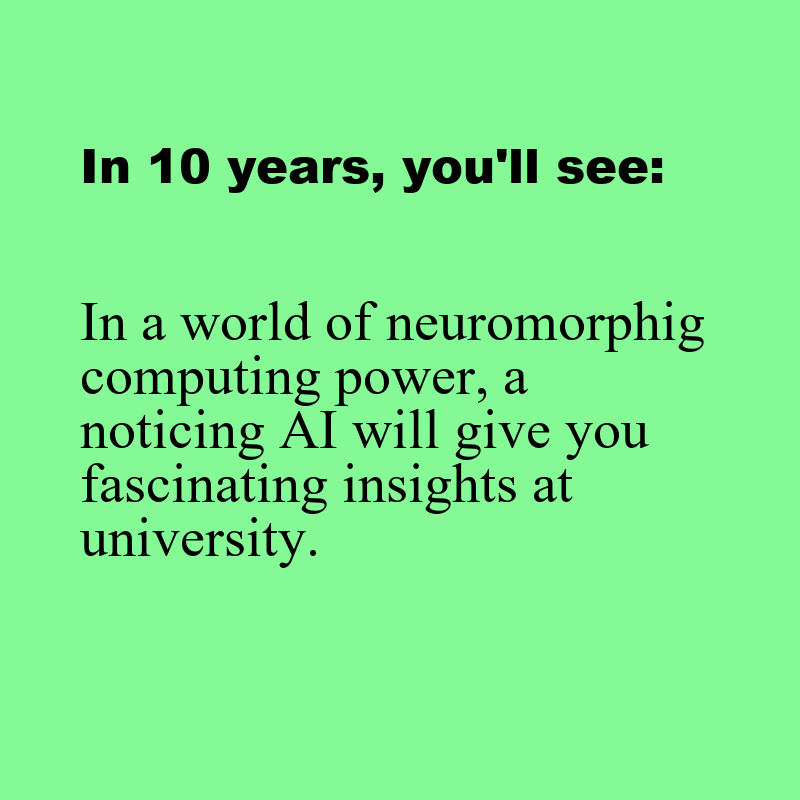 In 10 years, you'll see:
In a world of neuromorphig
computing power, a
noticing AI will give you
fascinating insights at
university.